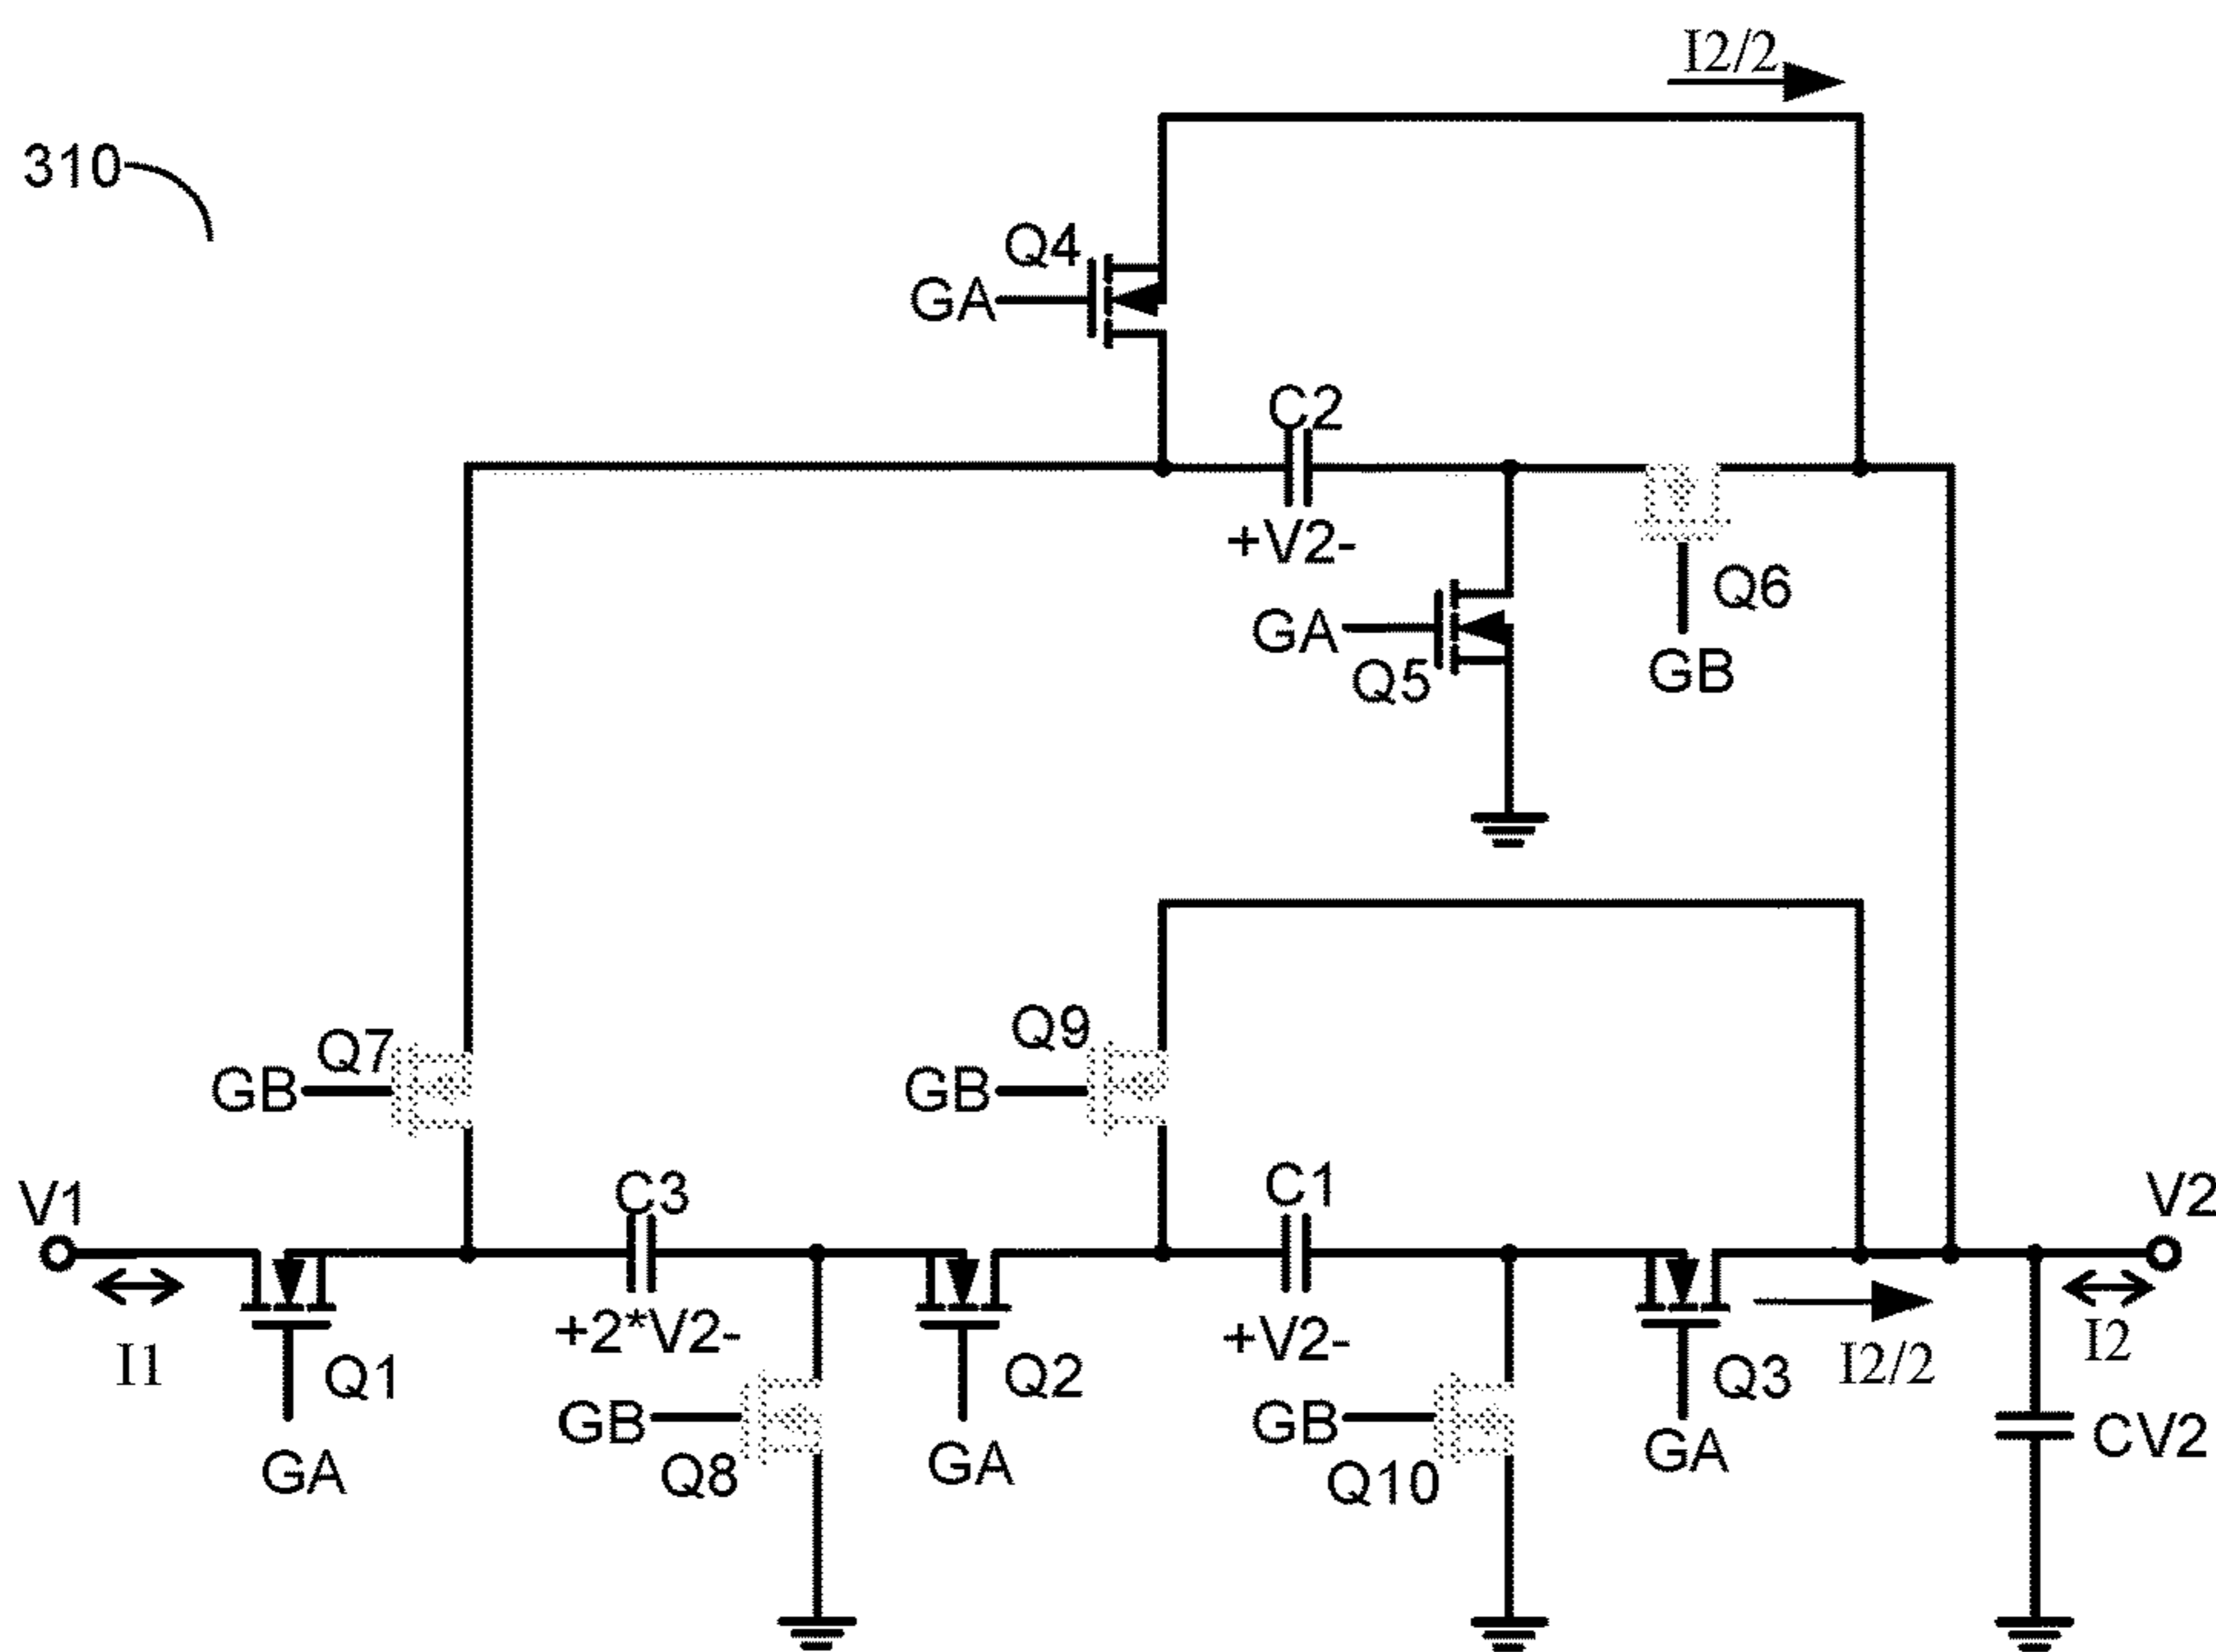 I2/2
310
Q4
GA
C2
+V2-
GA
Q5
Q6
GB
Q7
GB
Q9
GB
V1
C3
C1
V2
+2*V2-
+V2-
I1
Q1
GB
Q8
Q2
GB
Q10
Q3
I2/2
I2
GA
GA
GA
CV2